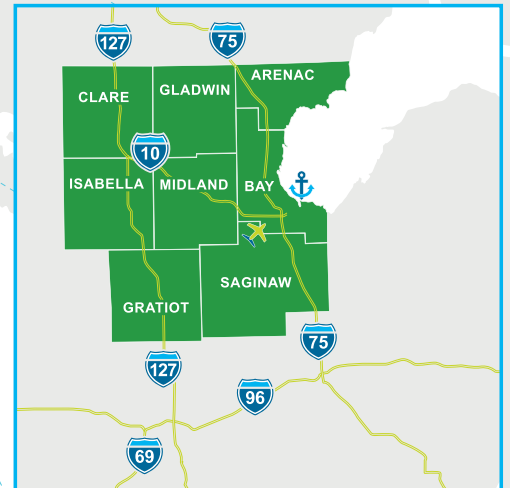 127
75
ARENAC
GLADWIN
CLARE
10
ISABELLA
MIDLAND
BAY
SAGINAW
GRATIOT
75
127
96
69